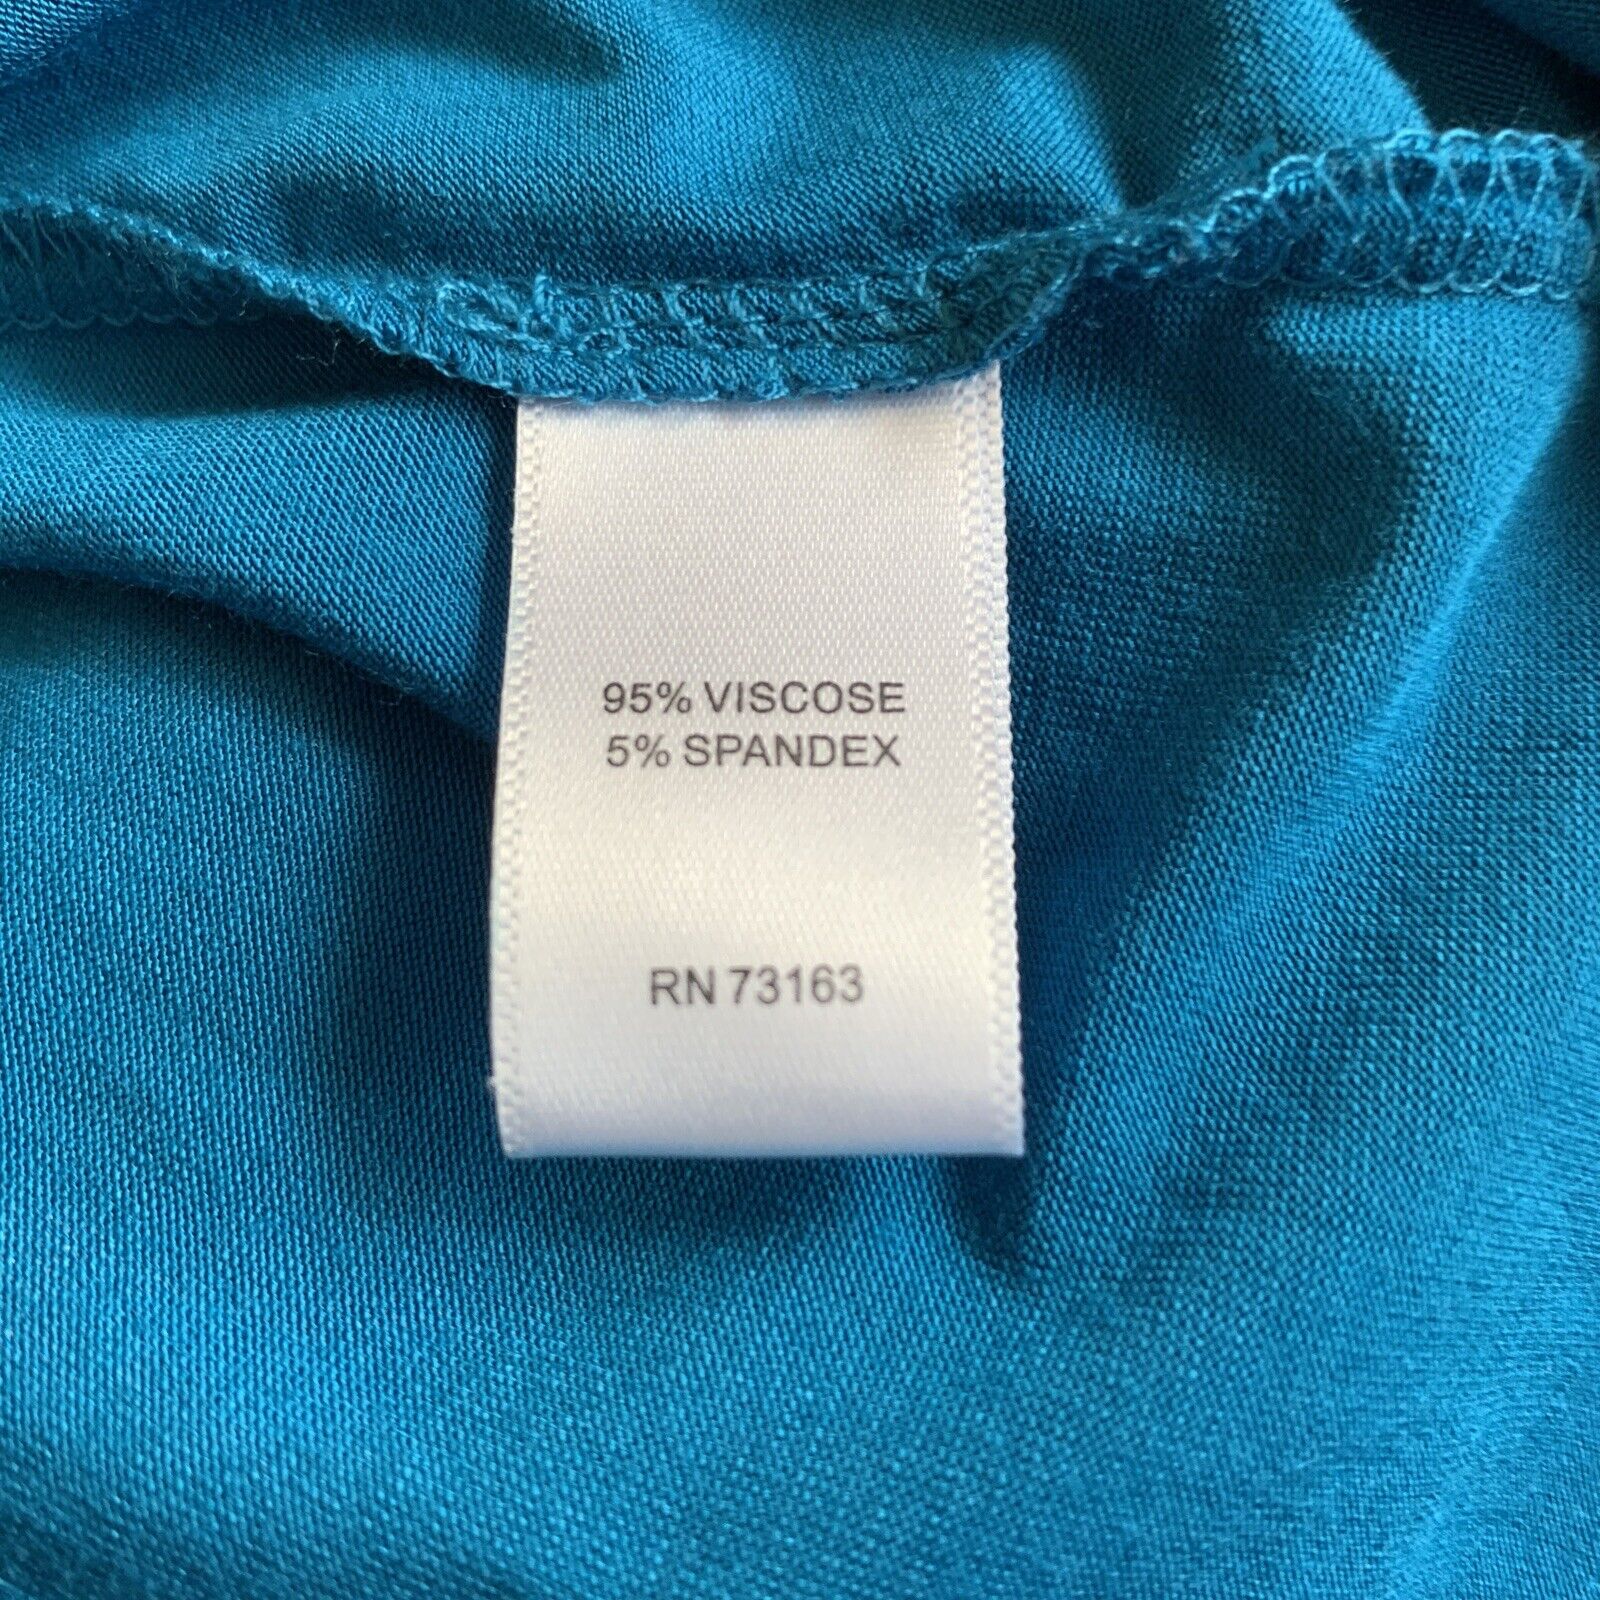 95% VISCOSE
5% SPANDEX
RN 73163